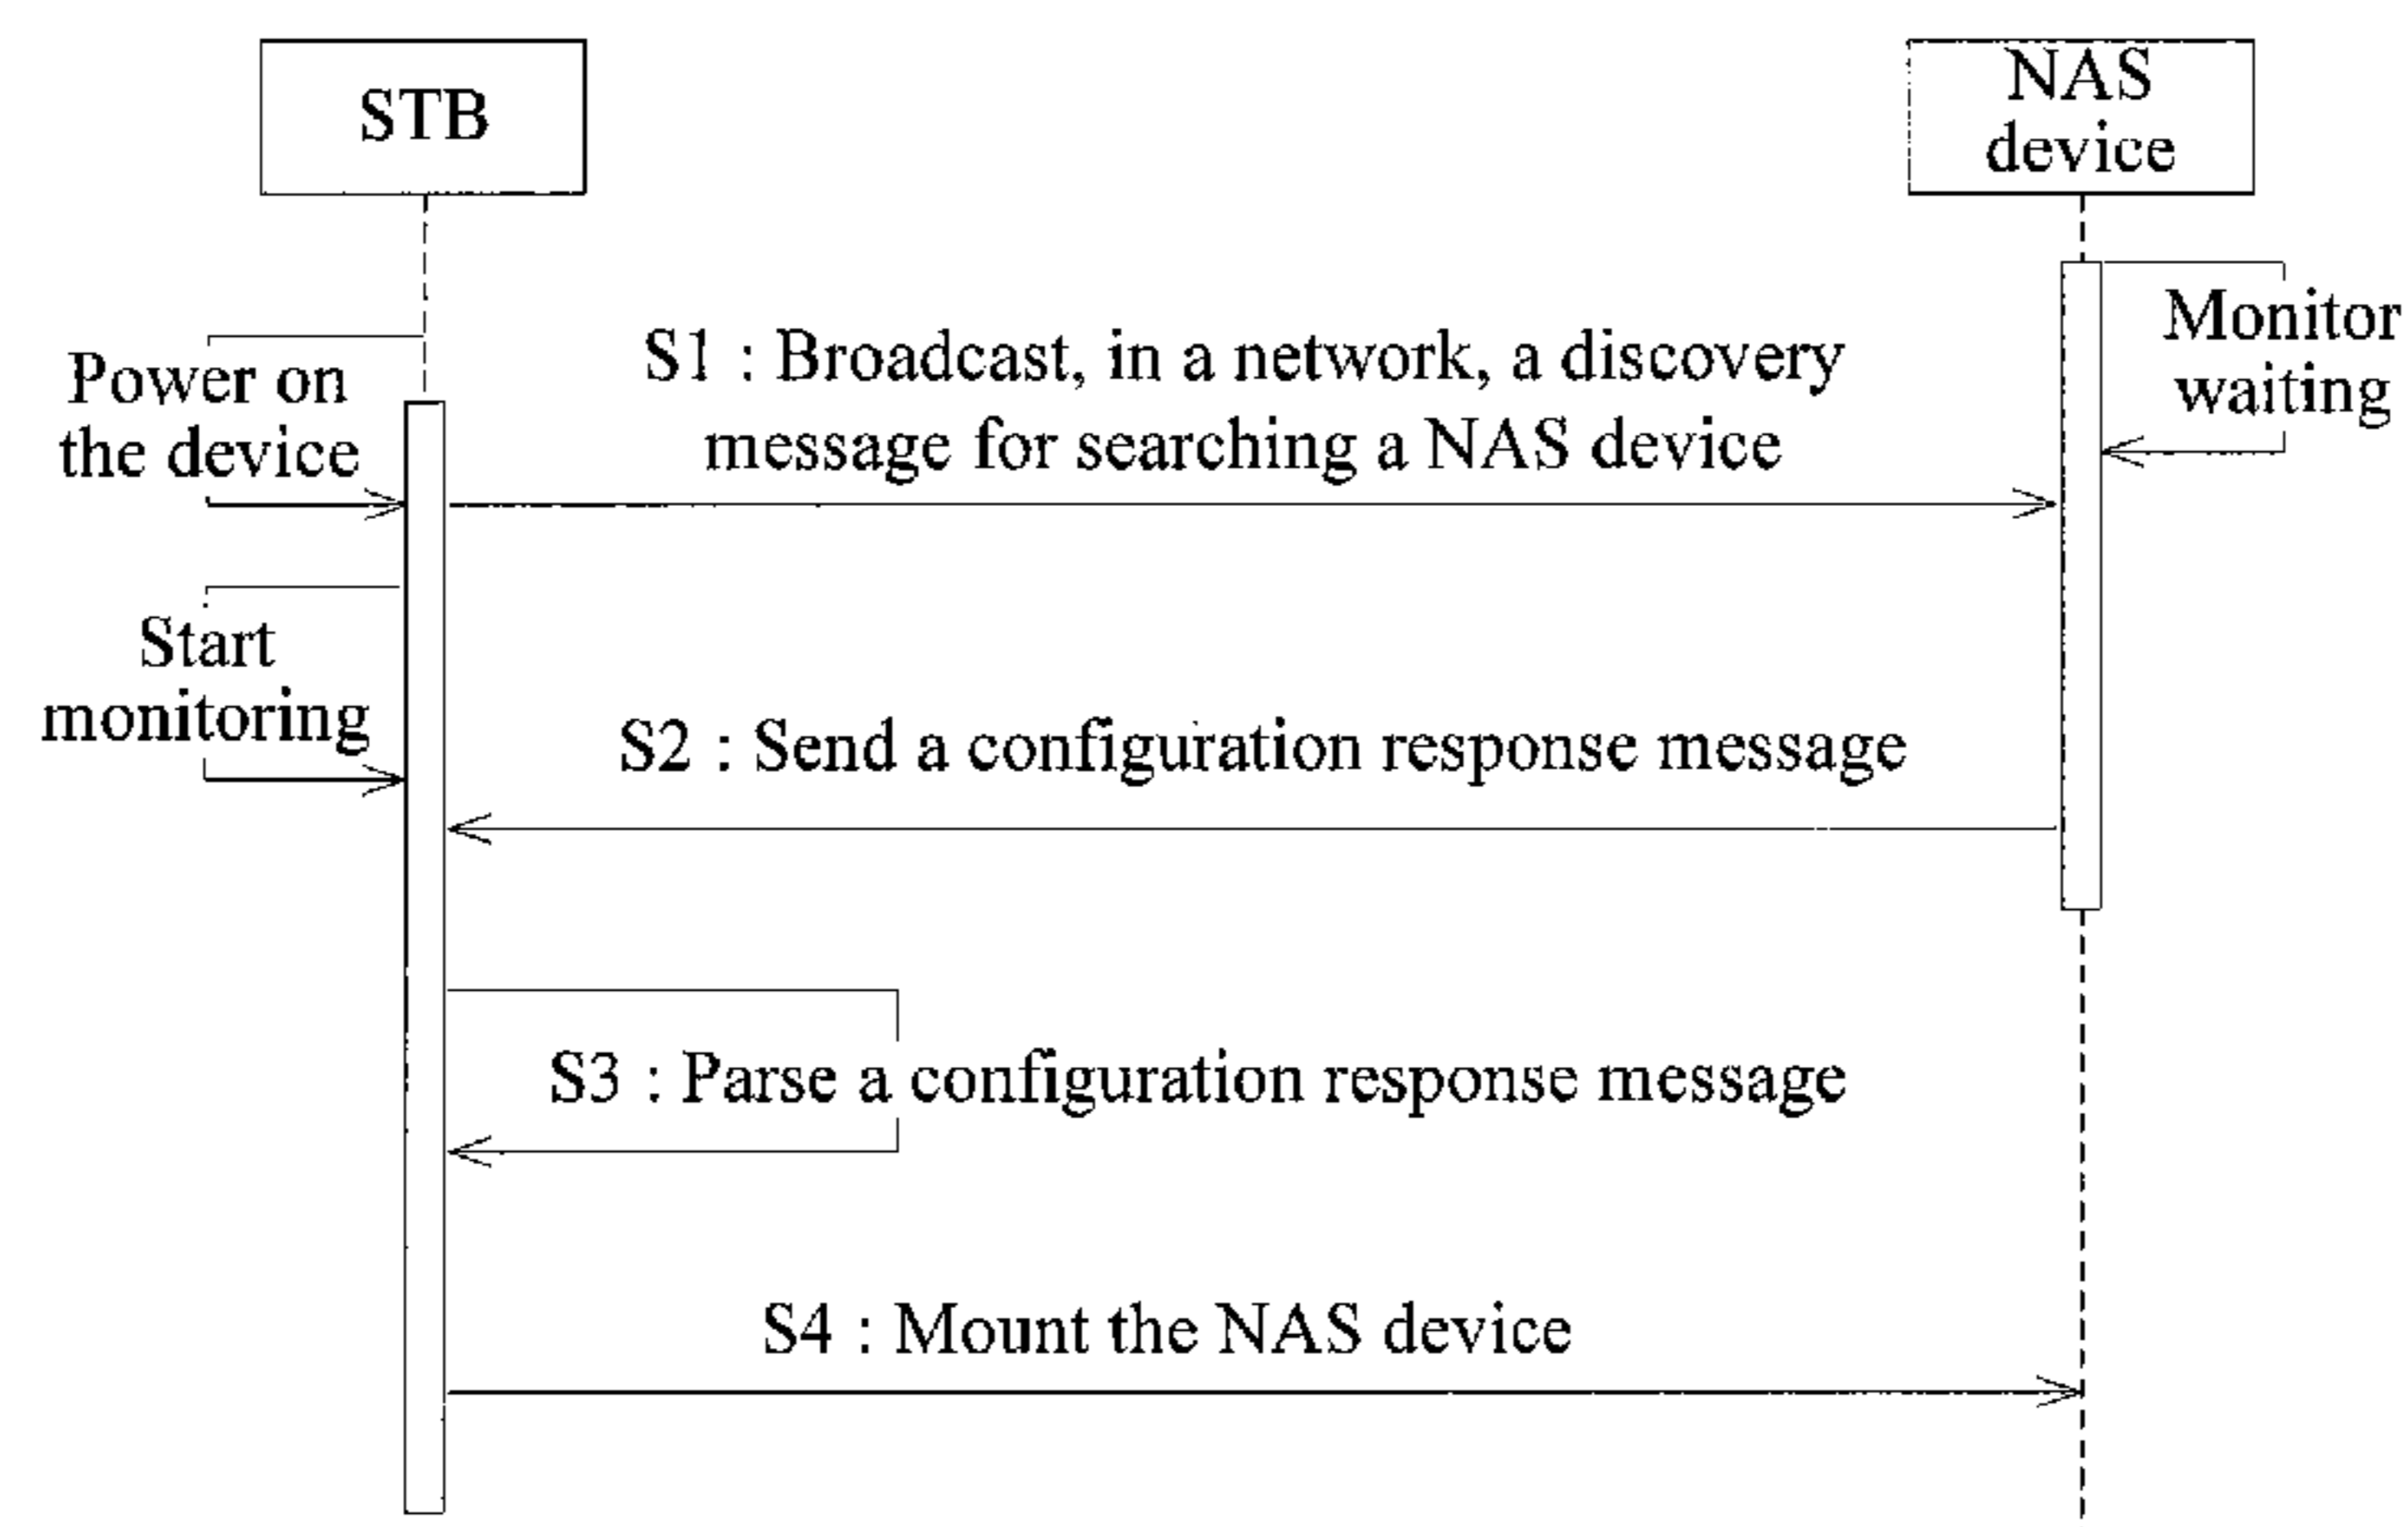 STB
NAS
device
Monitor
waiting
Power on
the device
S1 : Broadcast, in a network, a discovery
message for searching a NAS device
Start
monitoring
S2 : Send a configuration response message
S3 : Parse a configuration response message
S4 : Mount the NAS device